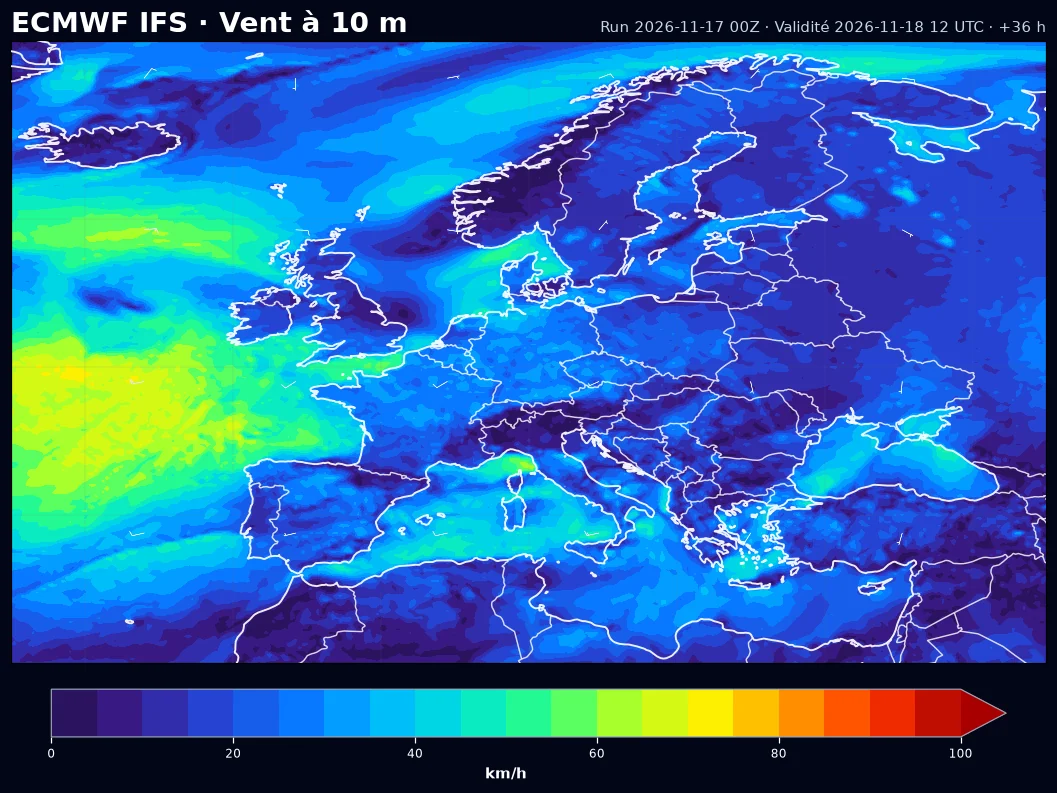 ECMWF IFS · Vent à 10 m
Run 2026-11-17 00Z · Validité 2026-11-18 12 UTC · +36 h
0 20 40 60 80 100
km/h